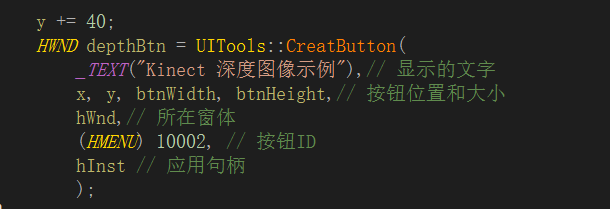 y += 40;
HWND depthBtn = UITools::CreatButton(
_TEXT("Kinect 深度图像示例"),// 显示的文字
x, y, btnWidth, btnHeight,// 按钮位置和大小
hWnd,// 所在窗体
(HMENU) 10002, // 按钮ID
hInst // 应用句柄
);